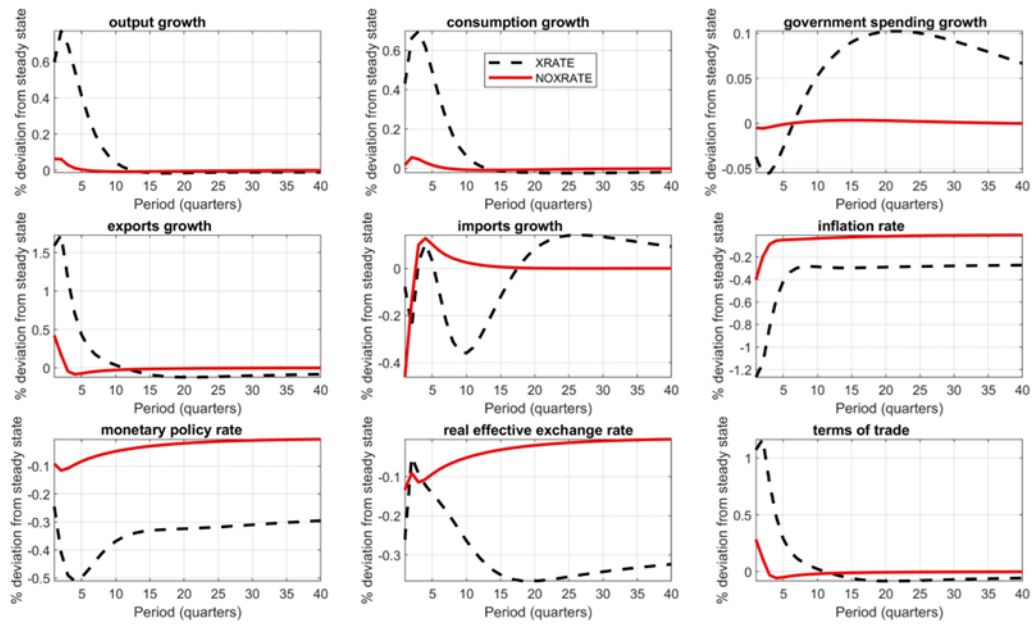 output growth
% deviation from steady state
0.6
0.4
0.2
0
5 10 15 20 25 30 35 40
Period (quarters)
consumption growth
XRATE
NOXRATE
% deviation from steady state
0.6
0.4
0.2
0
5 10 15 20 25 30 35 40
Period (quarters)
government spending growth
% deviation from steady state
0.1
0.05
0
-0.05
5 10 15 20 25 30 35 40
Period (quarters)
exports growth
% deviation from steady state
1.5
1
0.5
0
5 10 15 20 25 30 35 40
Period (quarters)
imports growth
% deviation from steady state
0
-0.2
-0.4
5 10 15 20 25 30 35 40
Period (quarters)
inflation rate
% deviation from steady state
-0.2
-0.4
-0.6
-0.8
-1
-1.2
5 10 15 20 25 30 35 40
Period (quarters)
monetary policy rate
% deviation from steady state
-0.1
-0.2
-0.3
-0.4
-0.5
5 10 15 20 25 30 35 40
Period (quarters)
real effective exchange rate
% deviation from steady state
-0.1
-0.2
-0.3
5 10 15 20 25 30 35 40
Period (quarters)
terms of trade
% deviation from steady state
1
0.5
0
5 10 15 20 25 30 35 40
Period (quarters)